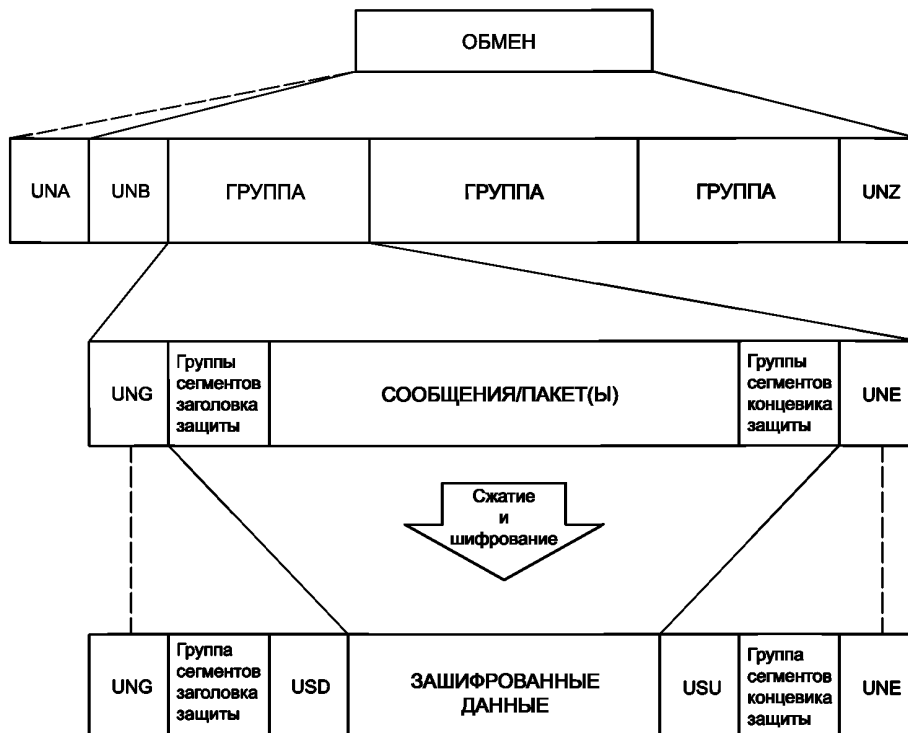 ОБМЕН
UNA
UNB
ГРУППА
ГРУППА
ГРУППА
UNZ
UNG
Группы
сегментов
заголовка
защиты
СООБЩЕНИЯ/ПАКЕТ(Ы)
Группы
сегментов
концевика
защиты
UNE
Сжатие
и
шифрование
UNG
Группа
сегментов
заголовка
защиты
USD
ЗАШИФРОВАННЫЕ
ДАННЫЕ
USU
Группа
сегментов
концевика
защиты
UNE